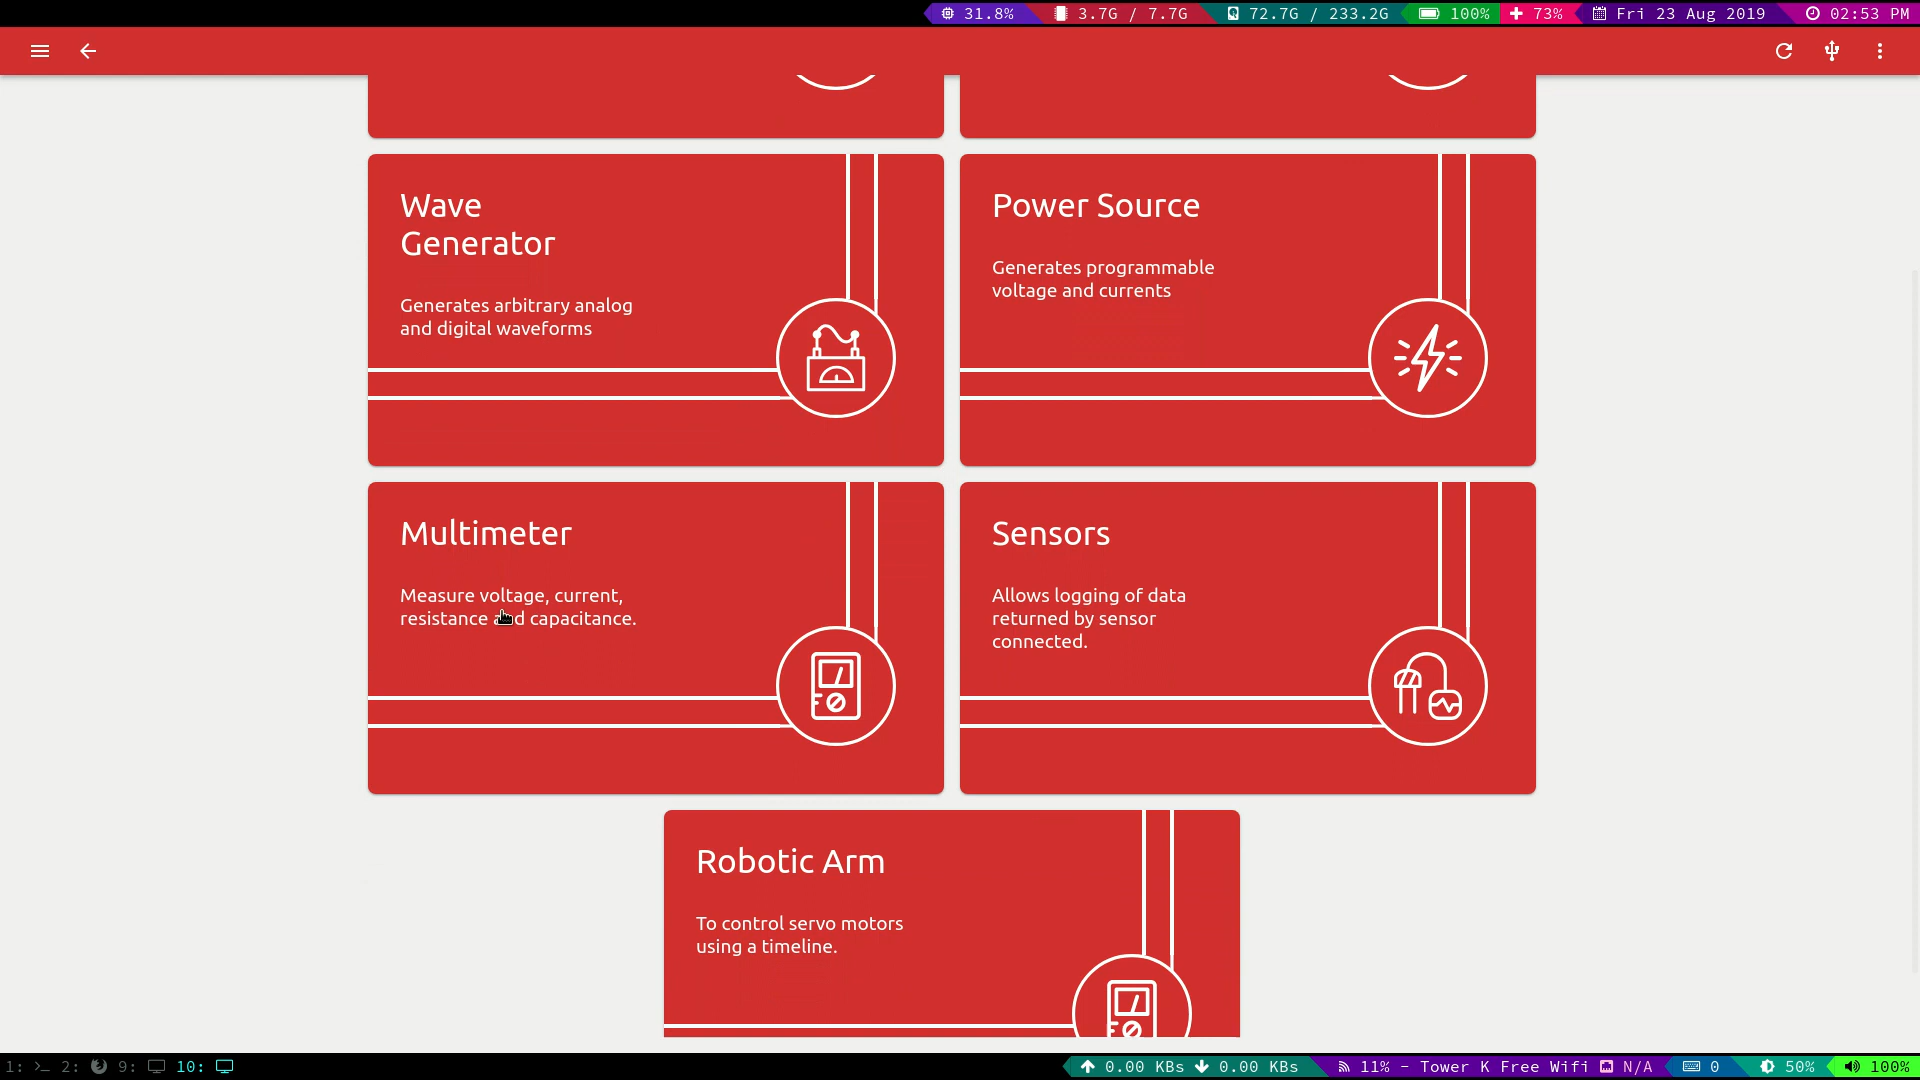 31.8% 3.7G / 7.7G 72.7G / 233.2G 100% 73% Fri 23 Aug 2019 02:53 PM
Wave
Generator
Generates arbitrary analog
and digital waveforms
Power Source
Generates programmable
voltage and currents
Multimeter
Measure voltage, current,
resistance and capacitance.
Sensors
Allows logging of data
returned by sensor
connected.
Robotic Arm
To control servo motors
using a timeline.
1: 2: 9: 10: 0.00 KBs 0.00 KBs 11% - Tower K Free Wifi N/A 0 50% 100%